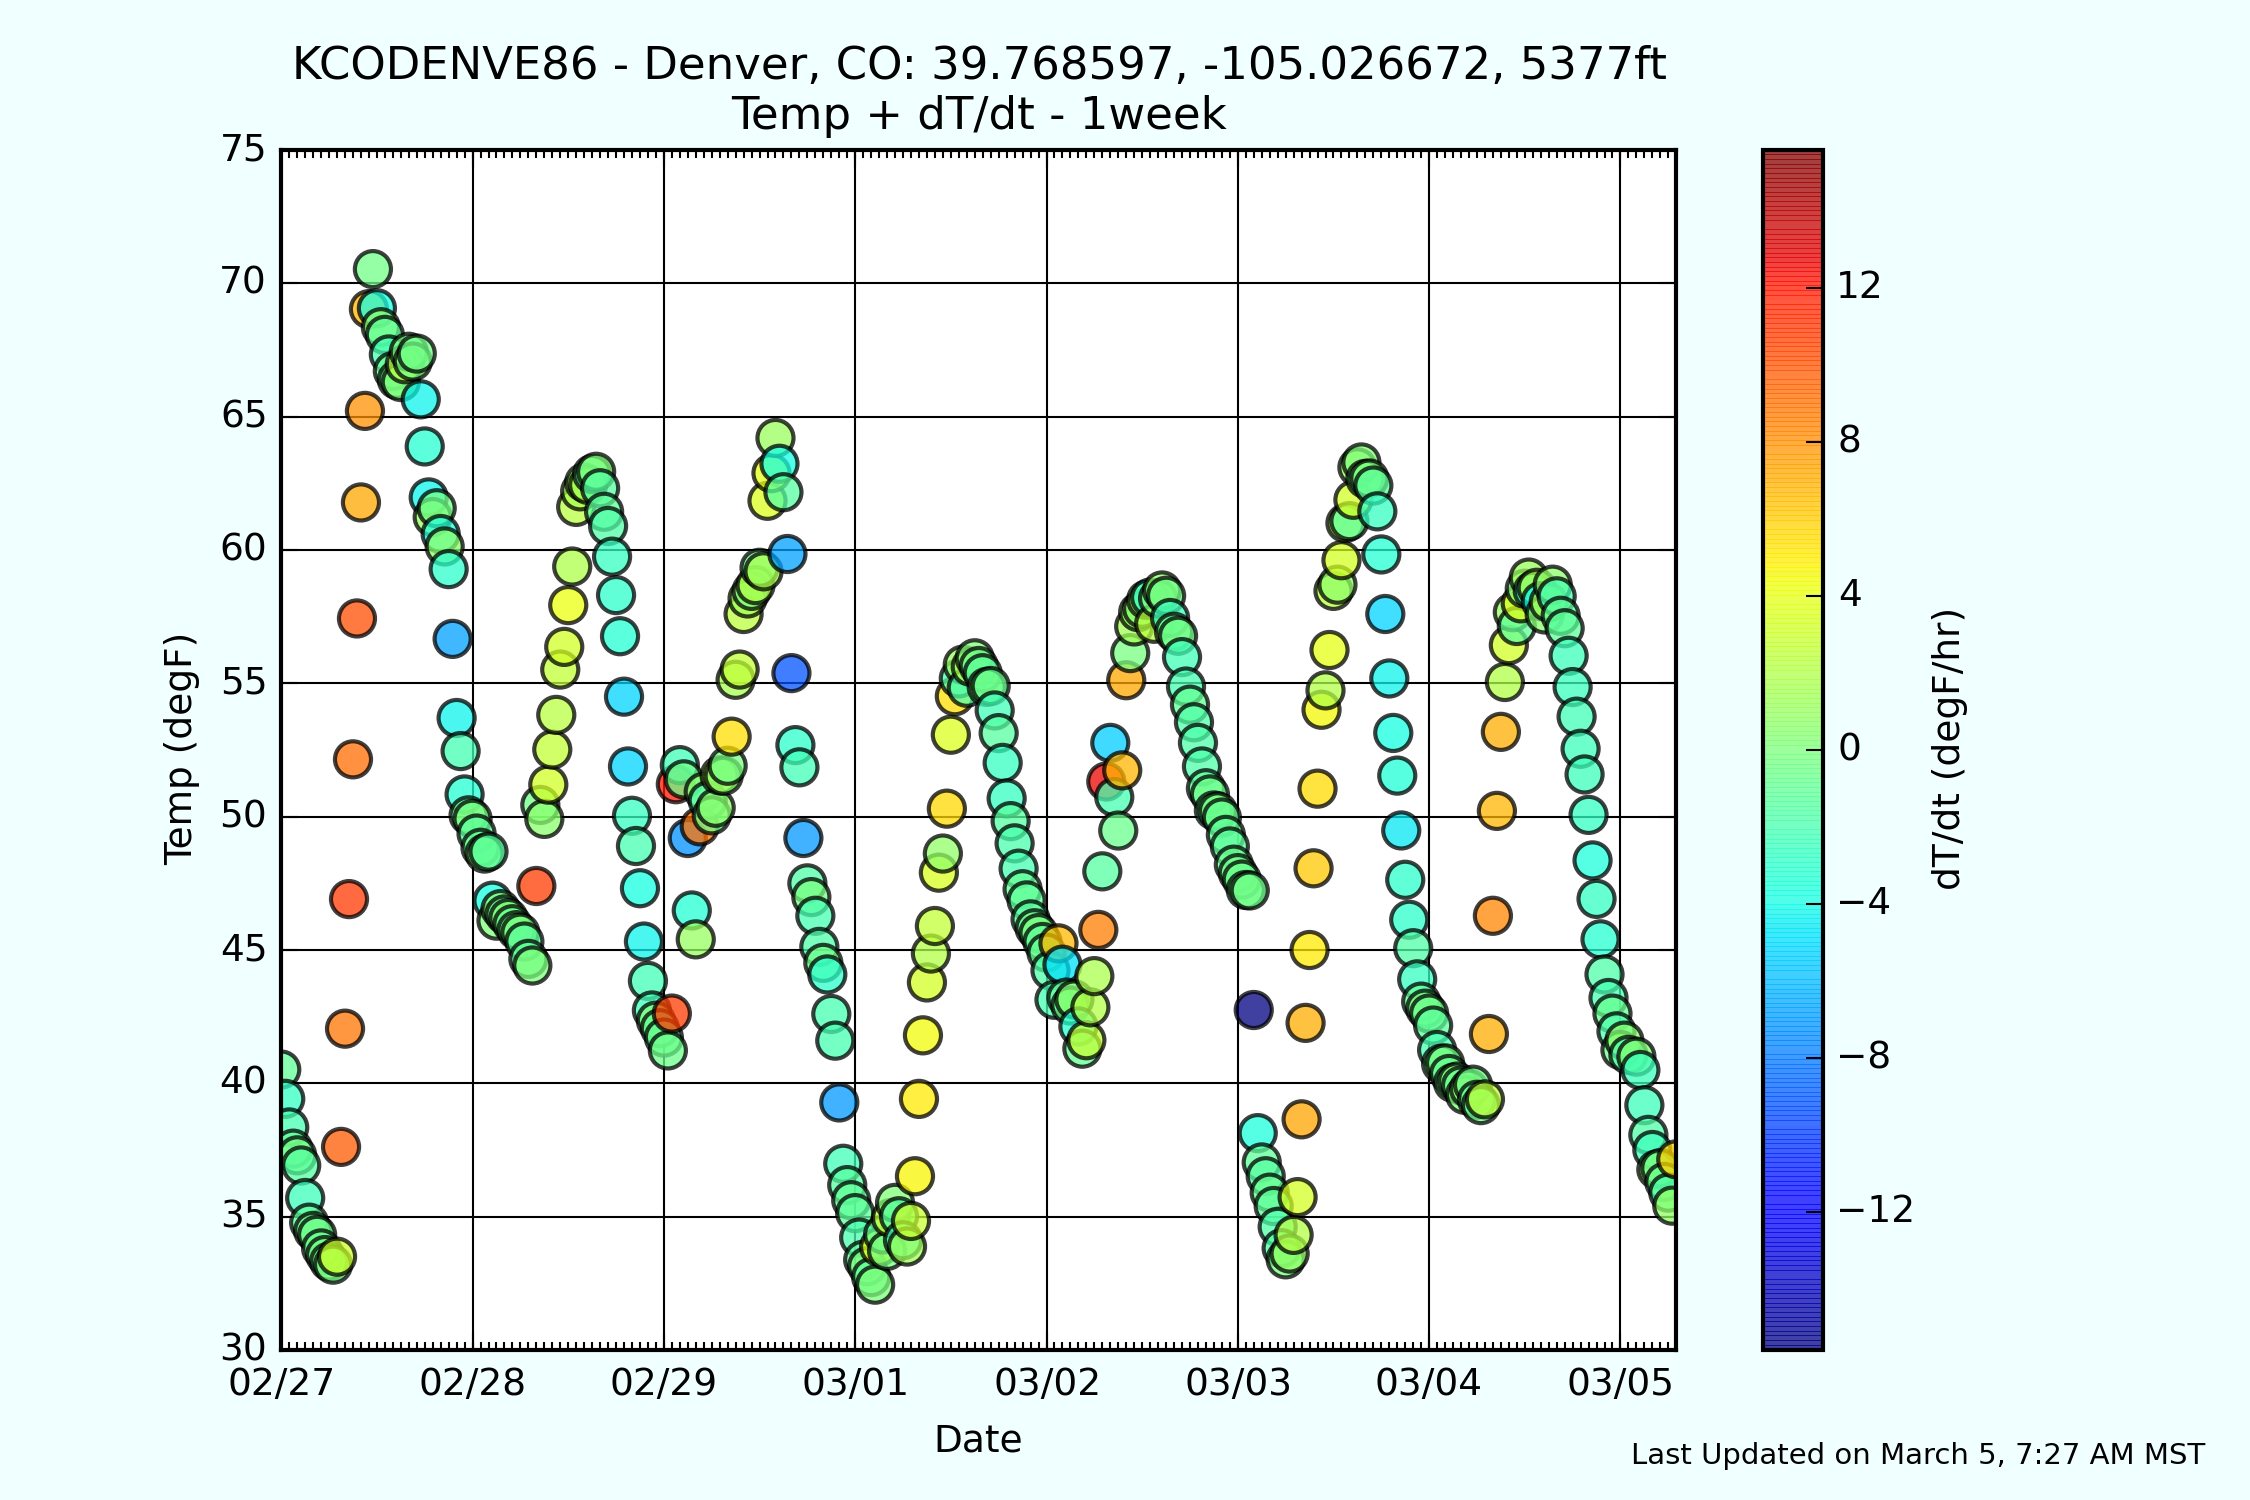 KCODENVE86 - Denver, CO: 39.768597, -105.026672, 5377ft
Temp + dT/dt - 1week
75
70
65
60
55
50
45
40
35
30
Temp (degF)
02/27 02/28 02/29 03/01 03/02 03/03 03/04 03/05
Date
12
8
4
0
−4
−8
−12
dT/dt (degF/hr)
Last Updated on March 5, 7:27 AM MST